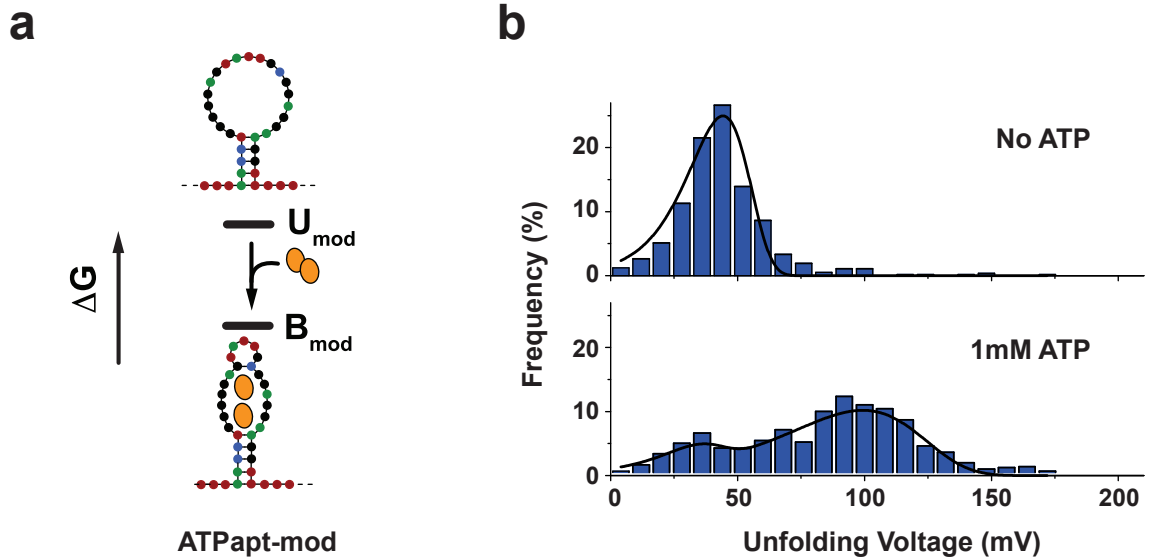 a
b
U mod
ΔG
B mod
ATPapt-mod
Frequency (%)
20
10
0
No ATP
20
10
0
1mM ATP
0 50 100 150 200
Unfolding Voltage (mV)